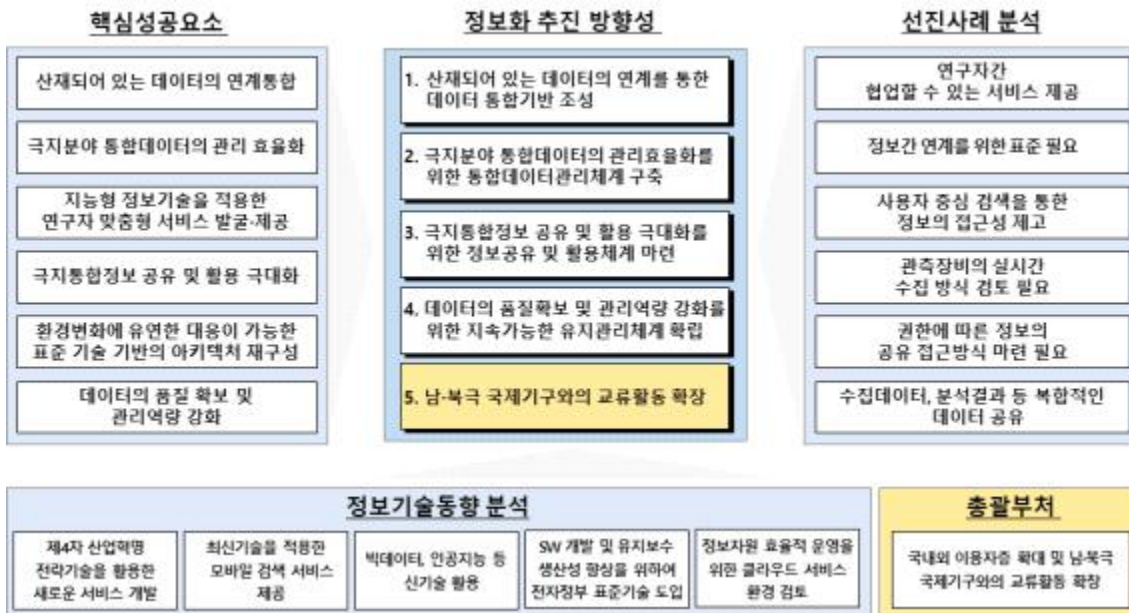 핵심성공요소
산재되어 있는 데이터의 연계통합
극지분야 통합데이터의 관리 효율화
지능형 정보기술을 적용한
연구자 맞춤형 서비스 발굴·제공
극지통합정보 공유 및 활용 극대화
환경변화에 유연한 대응이 가능한
표준 기술 기반의 아키텍처 재구성
데이터의 품질 확보 및
관리역량 강화
정보화 추진 방향성
1. 산재되어 있는 데이터의 연계를 통한
데이터 통합기반 조성
2. 극지분야 통합데이터의 관리효율화를
위한 통합데이터관리체계 구축
3. 극지통합정보 공유 및 활용 극대화를
위한 정보공유 및 활용체계 마련
4. 데이터의 품질확보 및 관리역량 강화를
위한 지속가능한 유지관리체계 확립
5. 남·북극 국제기구와의 교류활동 확장
선진사례 분석
연구자간
협업할 수 있는 서비스 제공
정보간 연계를 위한 표준 필요
사용자 중심 검색을 통한
정보의 접근성 제고
관측장비의 실시간
수집 방식 검토 필요
권한에 따른 정보의
공유 접근방식 마련 필요
수집데이터, 분석결과 등 복합적인
데이터 공유
정보기술동향 분석
제4차 산업혁명
전략기술을 활용한
새로운 서비스 개발
최신기술을 적용한
모바일 검색 서비스
제공
빅데이터, 인공지능 등
신기술 활용
SW 개발 및 유지보수
생산성 향상을 위하여
전자정부 표준기술 도입
정보자원 효율적 운영을
위한 클라우드 서비스
환경 검토
총괄부처
국내외 이용자층 확대 및 남·북극
국제기구와의 교류활동 확장